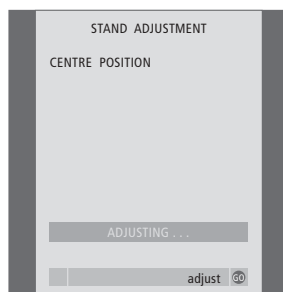 STAND ADJUSTMENT
CENTRE POSITION
ADJUSTING . . .
adjust GO